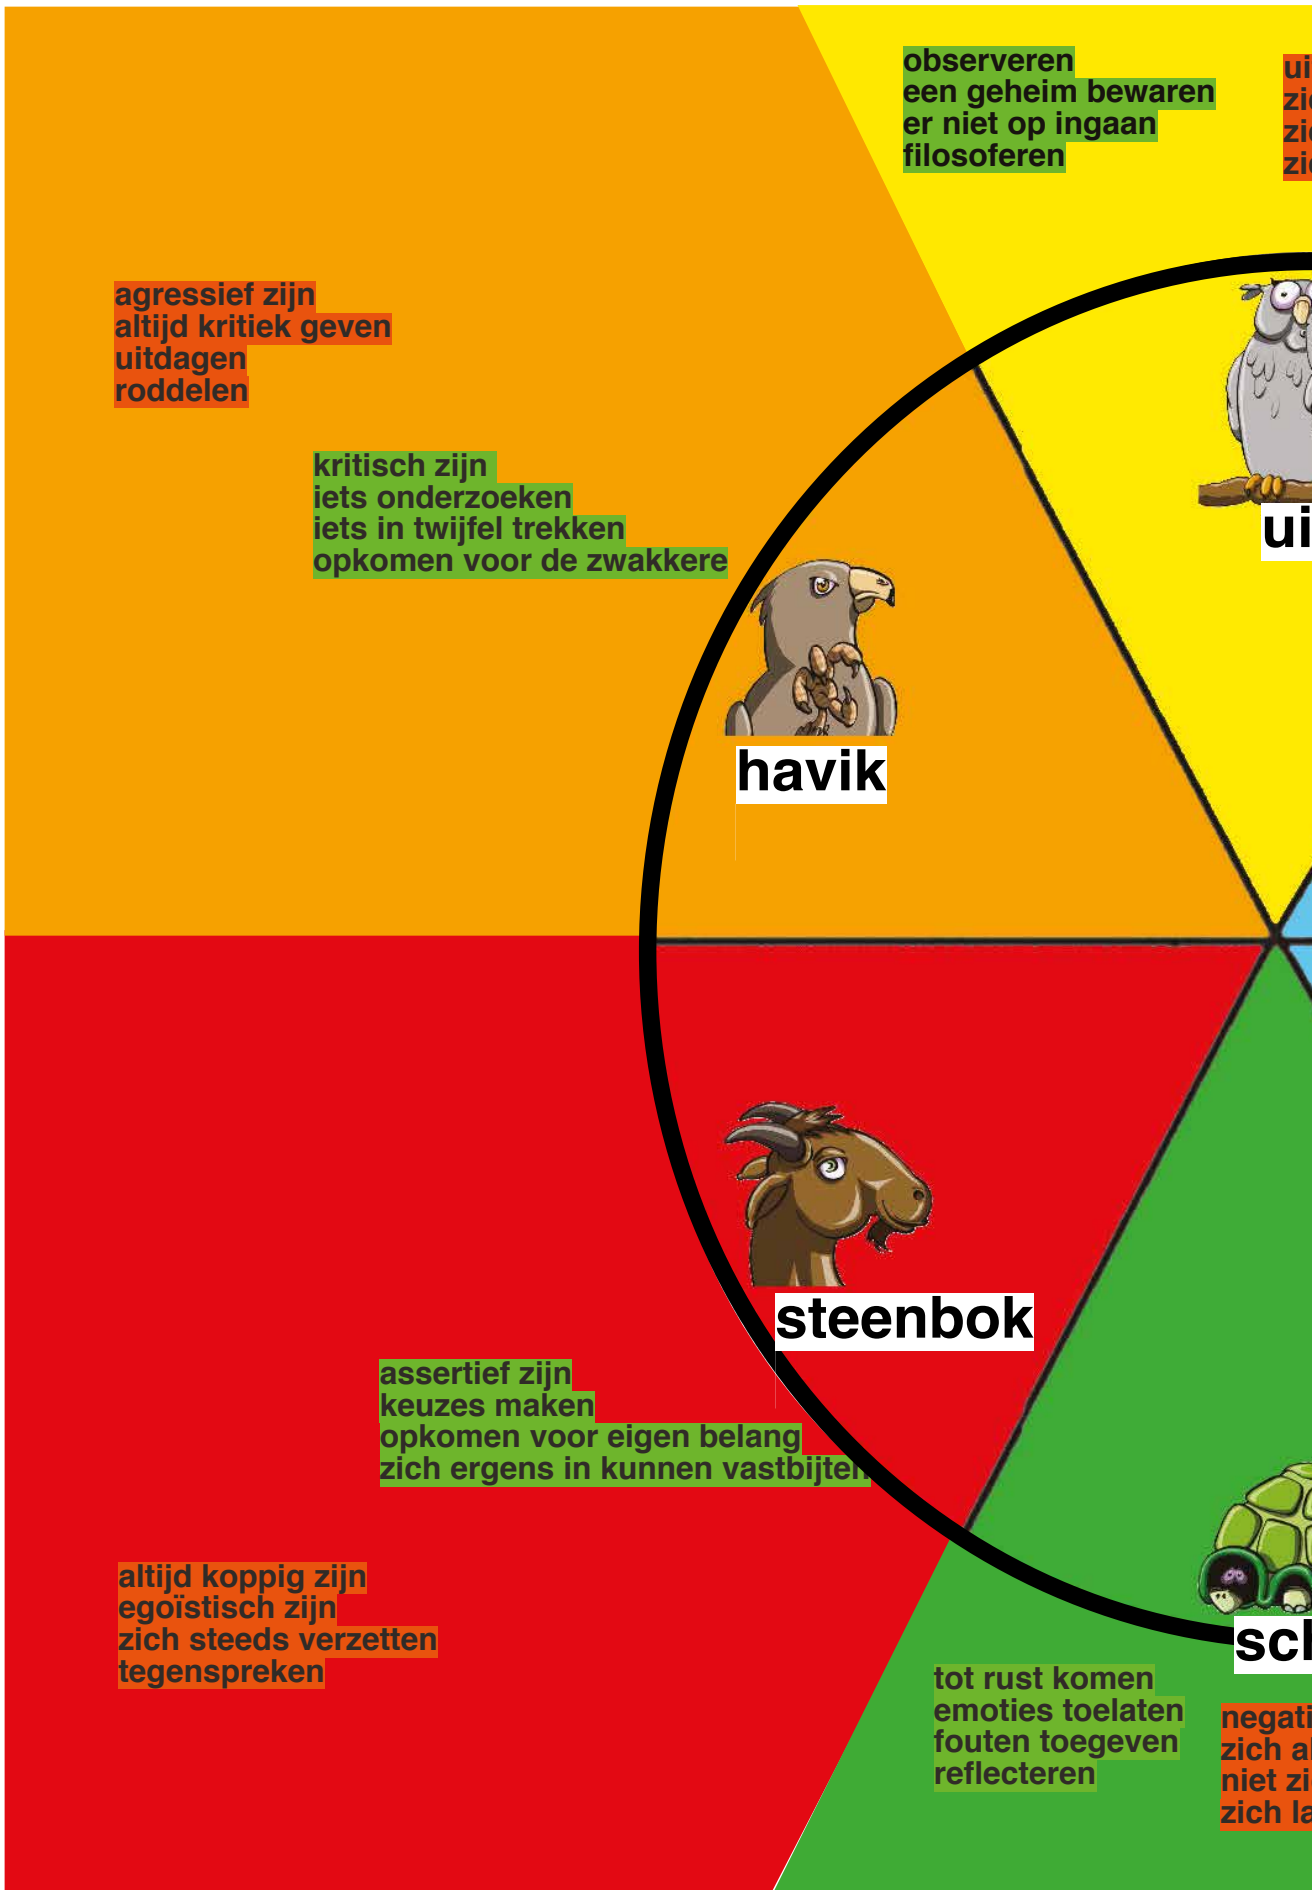 observeren
een geheim bewaren
er niet op ingaan
filosoferen
agressief zijn
altijd kritiek geven
uitdagen
roddelen
kritisch zijn
iets onderzoeken
iets in twijfel trekken
opkomen voor de zwakkere
havik
steenbok
assertief zijn
keuzes maken
opkomen voor eigen belang
zich ergens in kunnen vastbijten
altijd koppig zijn
egoïstisch zijn
zich steeds verzetten
tegenspreken
tot rust komen
emoties toelaten
fouten toegeven
reflecteren
zich
niet
zich